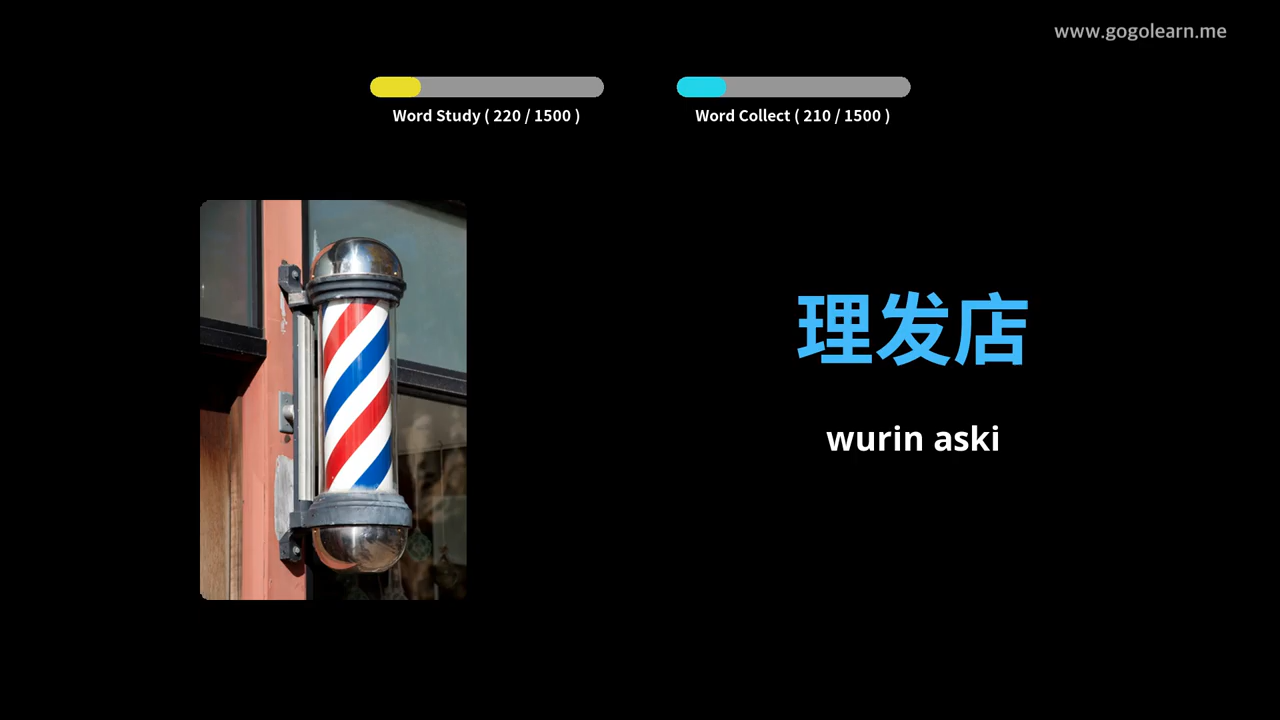 www.gogolearn.me
Word Study ( 220 / 1500 )
Word Collect ( 210 / 1500 )
理发店
wurin aski